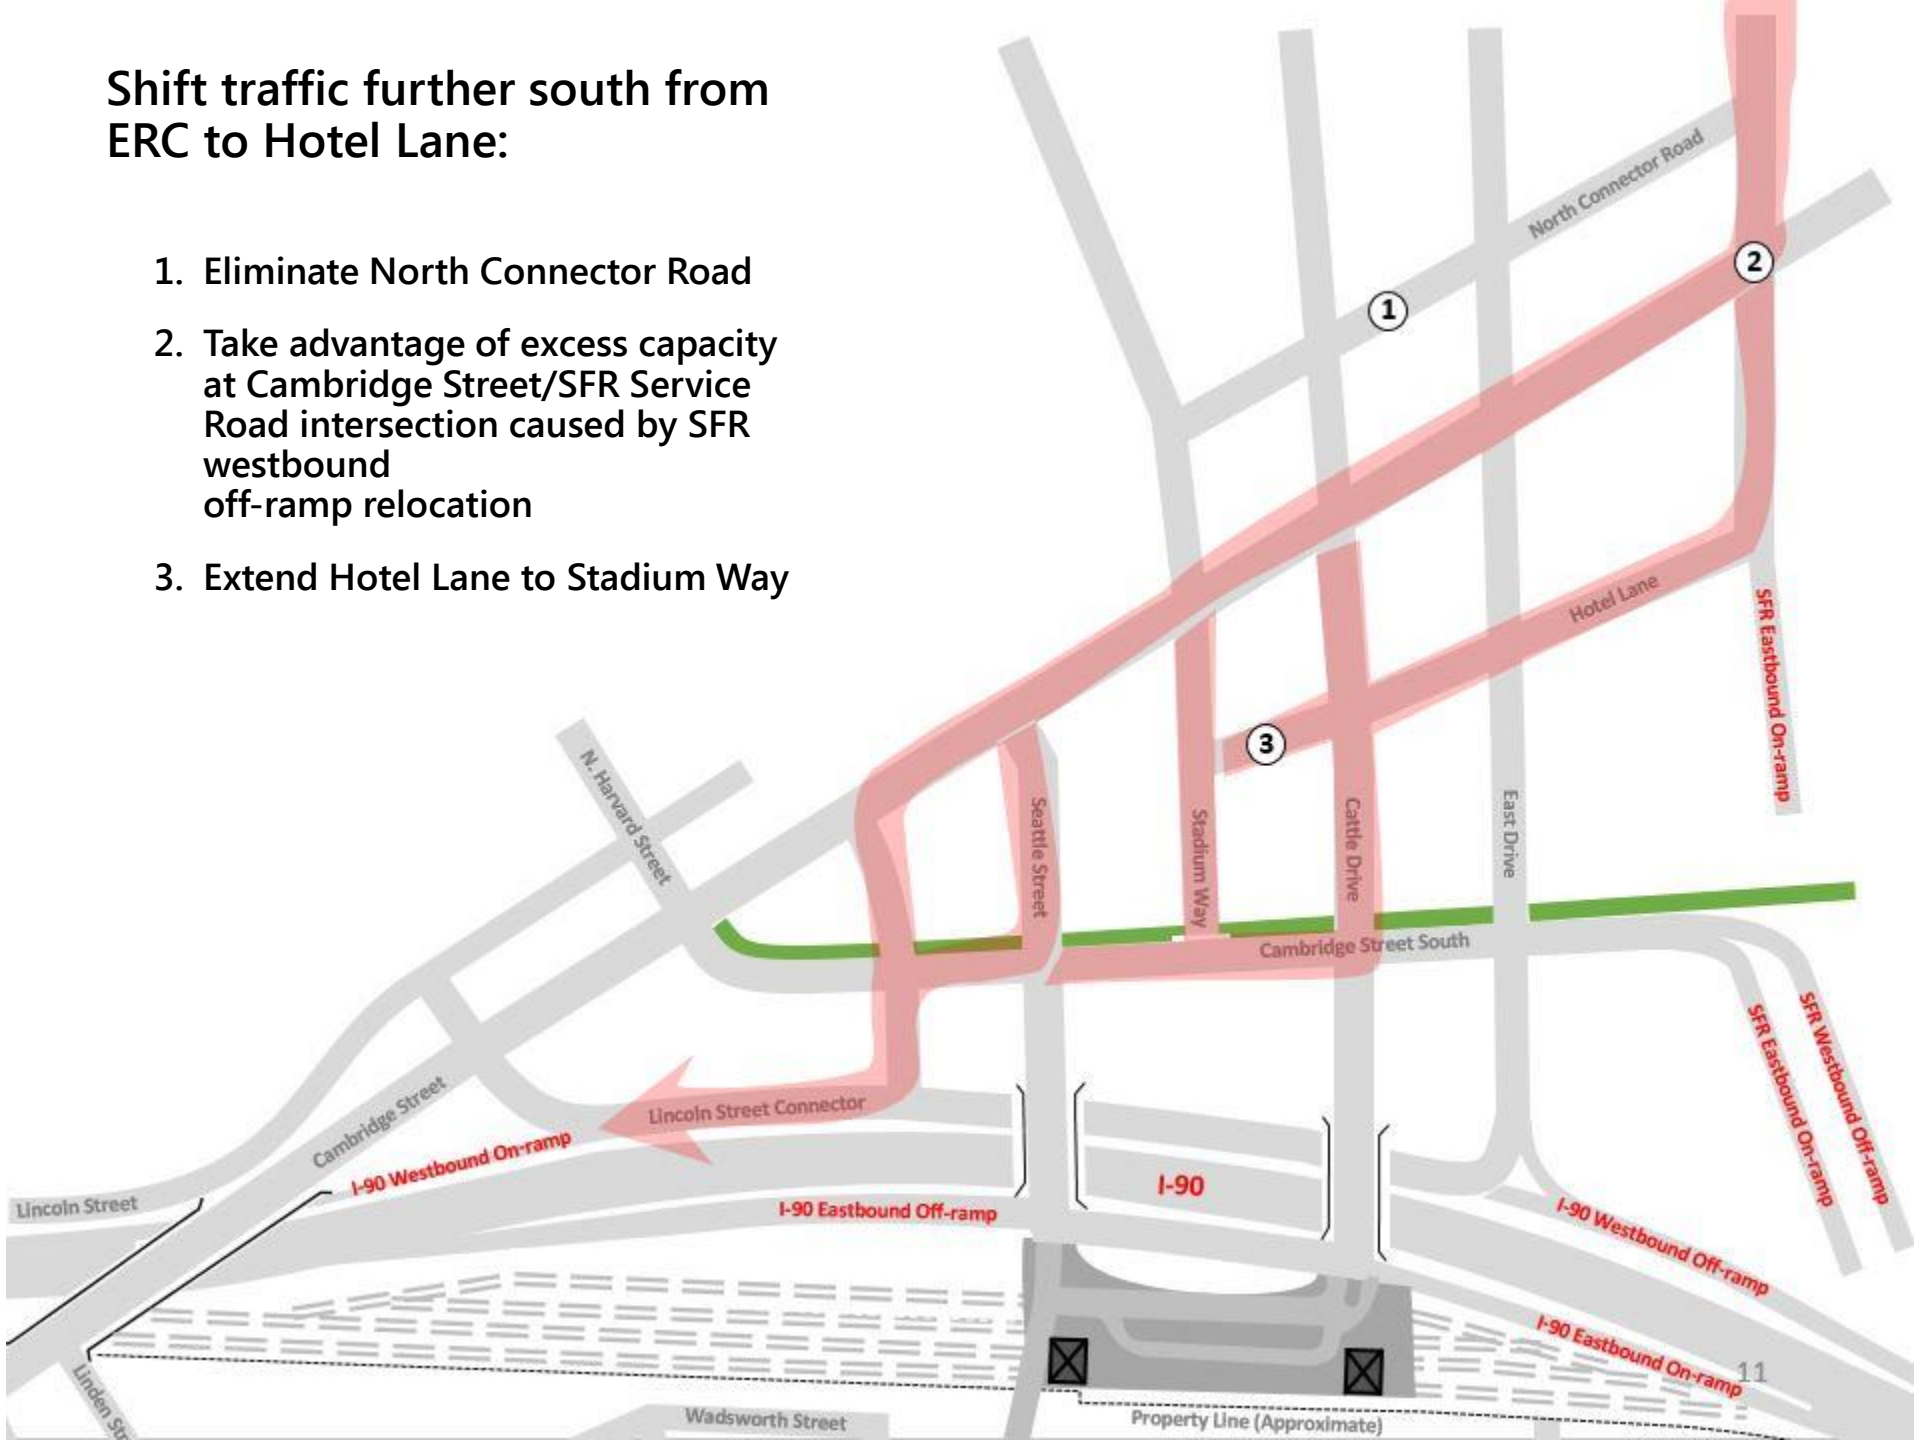 Shift traffic further south from
ERC to Hotel Lane:
1. Eliminate North Connector Road
2. Take advantage of excess capacity
at Cambridge Street/SFR Service
Road intersection caused by SFR
westbound
off-ramp relocation
3. Extend Hotel Lane to Stadium Way
North Connector Road
2
1
Hotel Lane
SFR Eastbound On-ramp
3
N. Harvard Street
Seattle Street
Stadium Way
Cattle Drive
East Drive
Cambridge Street South
SFR Eastbound On-ramp
SFR Westbound Off-ramp
Lincoln Street Connector
Cambridge Street
I-90 Westbound On-ramp
Lincoln Street
I-90
I-90 Eastbound Off-ramp
I-90 Westbound Off-ramp
I-90 Eastbound On-ramp
11
Linden Str
Wadsworth Street
Property Line (Approximate)